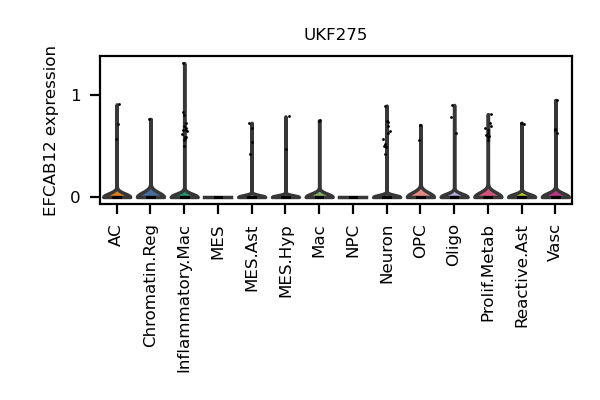 UKF275
EFCAB12 expression
1
0
AC
Chromatin.Reg
Inflammatory.Mac
MES
MES.Ast
MES.Hyp
Mac
NPC
Neuron
OPC
Oligo
Prolif.Metab
Reactive.Ast
Vasc